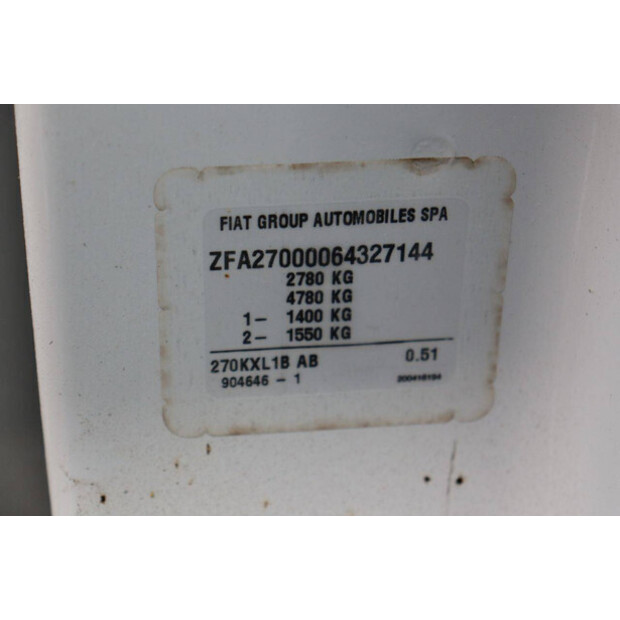 FIAT GROUP AUTOMOBILES SPA
ZFA27000064327144
2780 KG
4780 KG
1- 1400 KG
2- 1550 KG
270KXL1B AB 0.51
904646 - 1